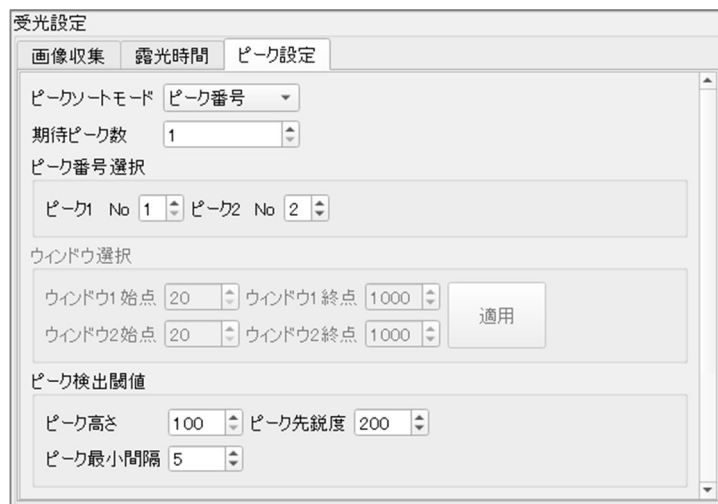 受光設定
画像収集 露光時間 ピーク設定
ピークソートモード ピーク番号
期待ピーク数 1
ピーク番号選択
ピーク1 No 1 ピーク2 No 2
ウィンドウ選択
ウィンドウ1始点 20 ウィンドウ1終点 1000
適用
ウィンドウ2始点 20 ウィンドウ2終点 1000
ピーク検出閾値
ピーク高さ 100 ピーク先鋭度 200
ピーク最小間隔 5